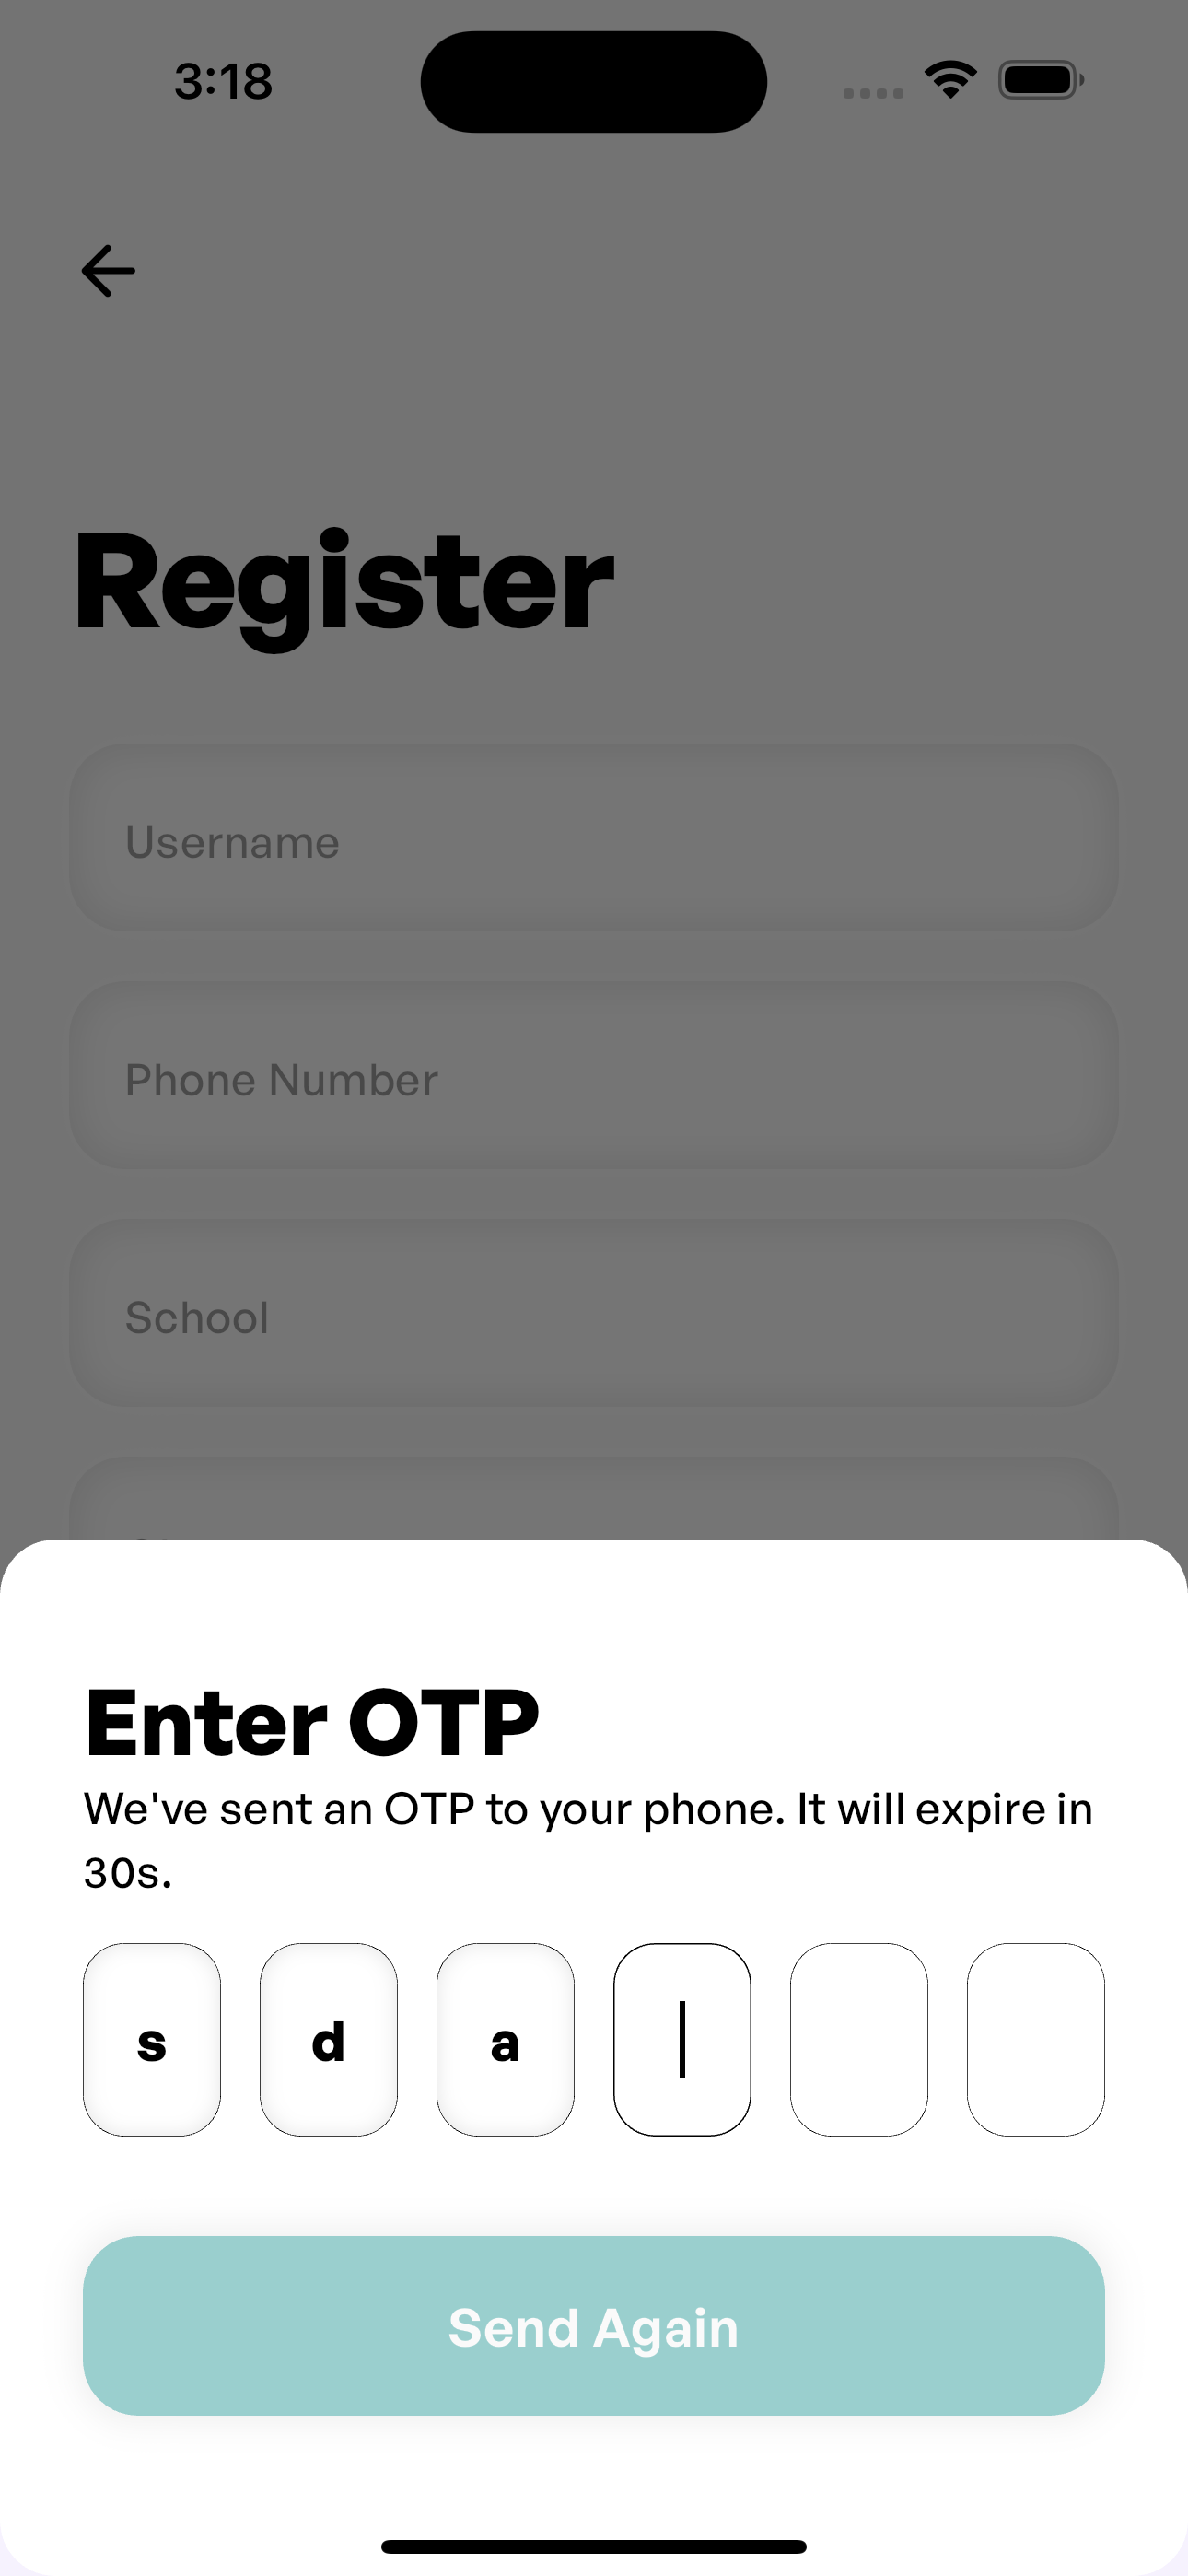 3:18
Register
Username
Phone Number
School
Enter OTP
We've sent an OTP to your phone. It will expire in
30s.
s d a
Send Again